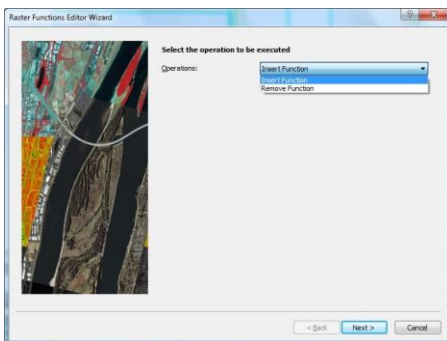 Raster Functions Editor Wizard
Select the operation to be executed
Operations:
Insert Function
Insert Function
Remove Function
< Back
Next >
Cancel